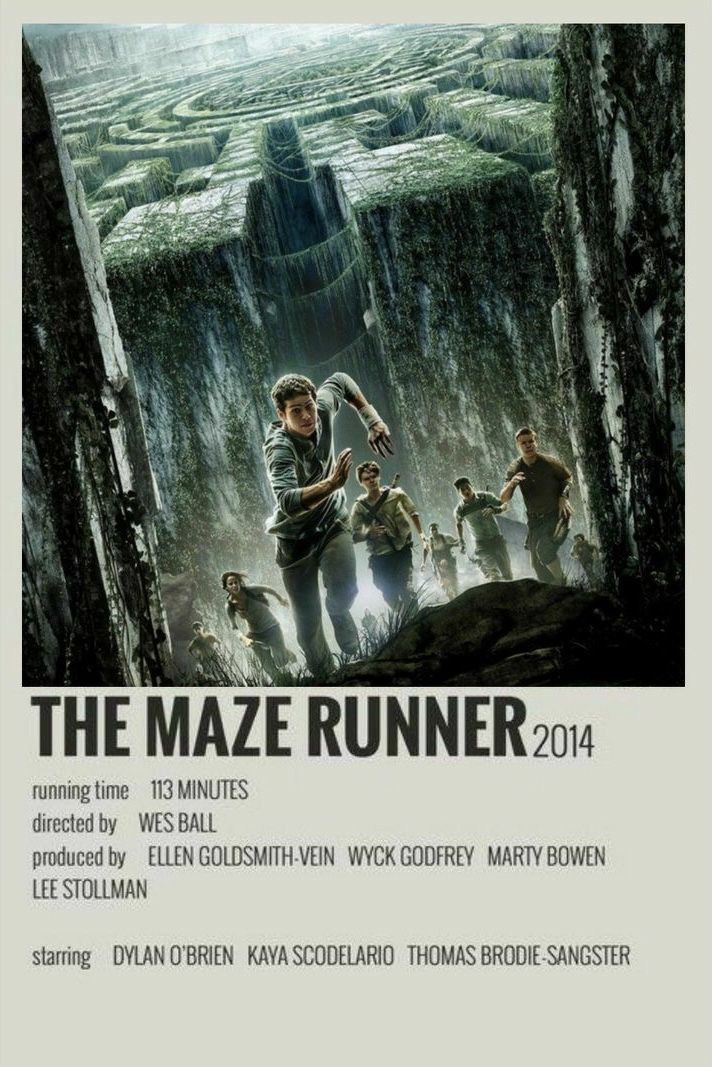 THE MAZE RUNNER 2014
running time 113 MINUTES
directed by WES BALL
produced by ELLEN GOLDSMITH-VEIN WYCK GODFREY MARTY BOWEN
LEE STOLLMAN
starring DYLAN O'BRIEN KAYA SCODELARIO THOMAS BRODIE-SANGSTER